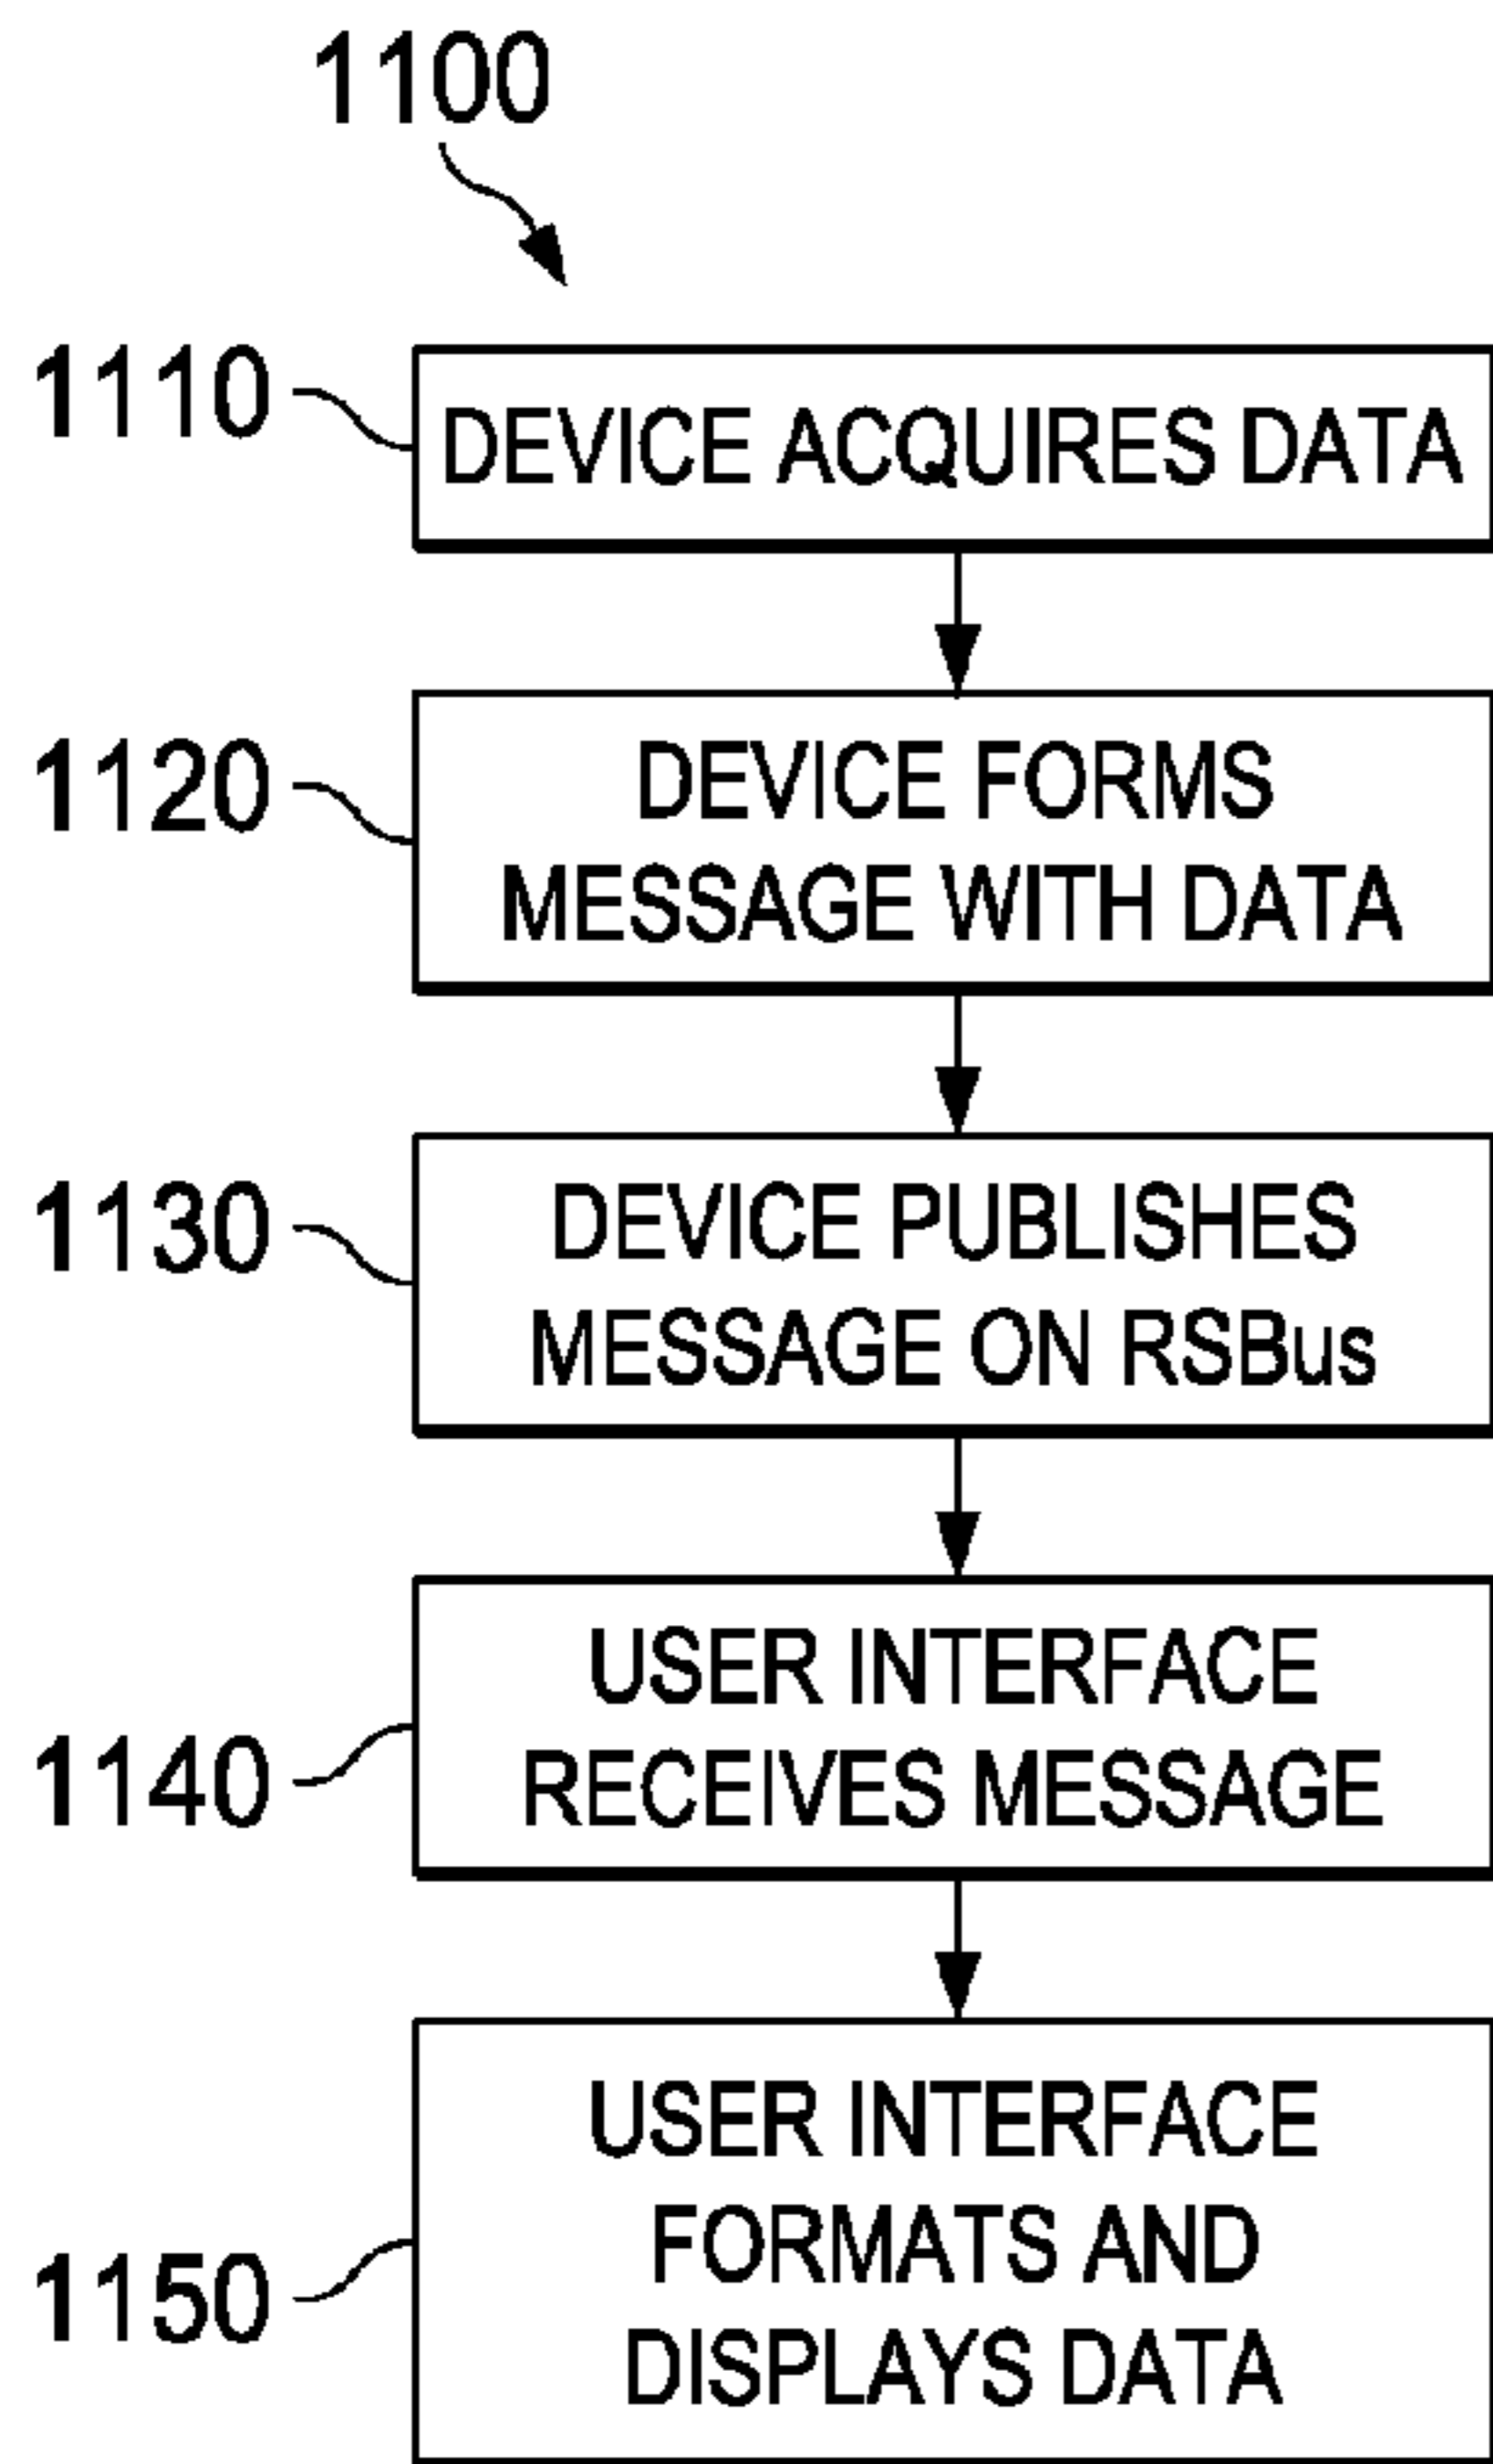 1100
1110
DEVICE ACQUIRES DATA
1120
DEVICE FORMS
MESSAGE WITH DATA
1130
DEVICE PUBLISHES
MESSAGE ON RSBus
1140
USER INTERFACE
RECEIVES MESSAGE
1150
USER INTERFACE
FORMATS AND
DISPLAYS DATA